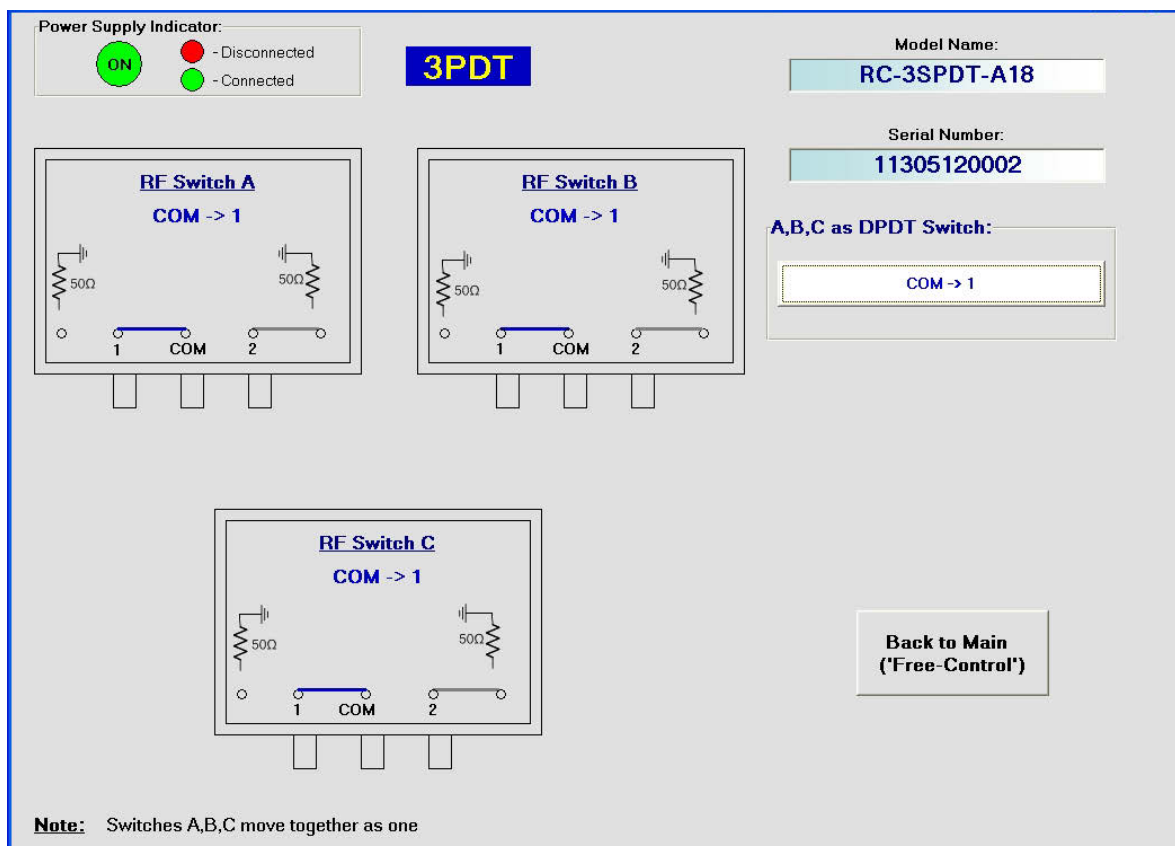 Power Supply Indicator:
ON
- Disconnected
- Connected
3PDT
Model Name:
RC-3SPDT-A18
Serial Number:
11305120002
RF Switch A
COM -> 1
50Ω
50Ω
1 COM 2
RF Switch B
COM -> 1
50Ω
50Ω
1 COM 2
A,B,C as DPDT Switch:
COM -> 1
RF Switch C
COM -> 1
50Ω
50Ω
1 COM 2
Back to Main
('Free-Control')
Note: Switches A,B,C move together as one